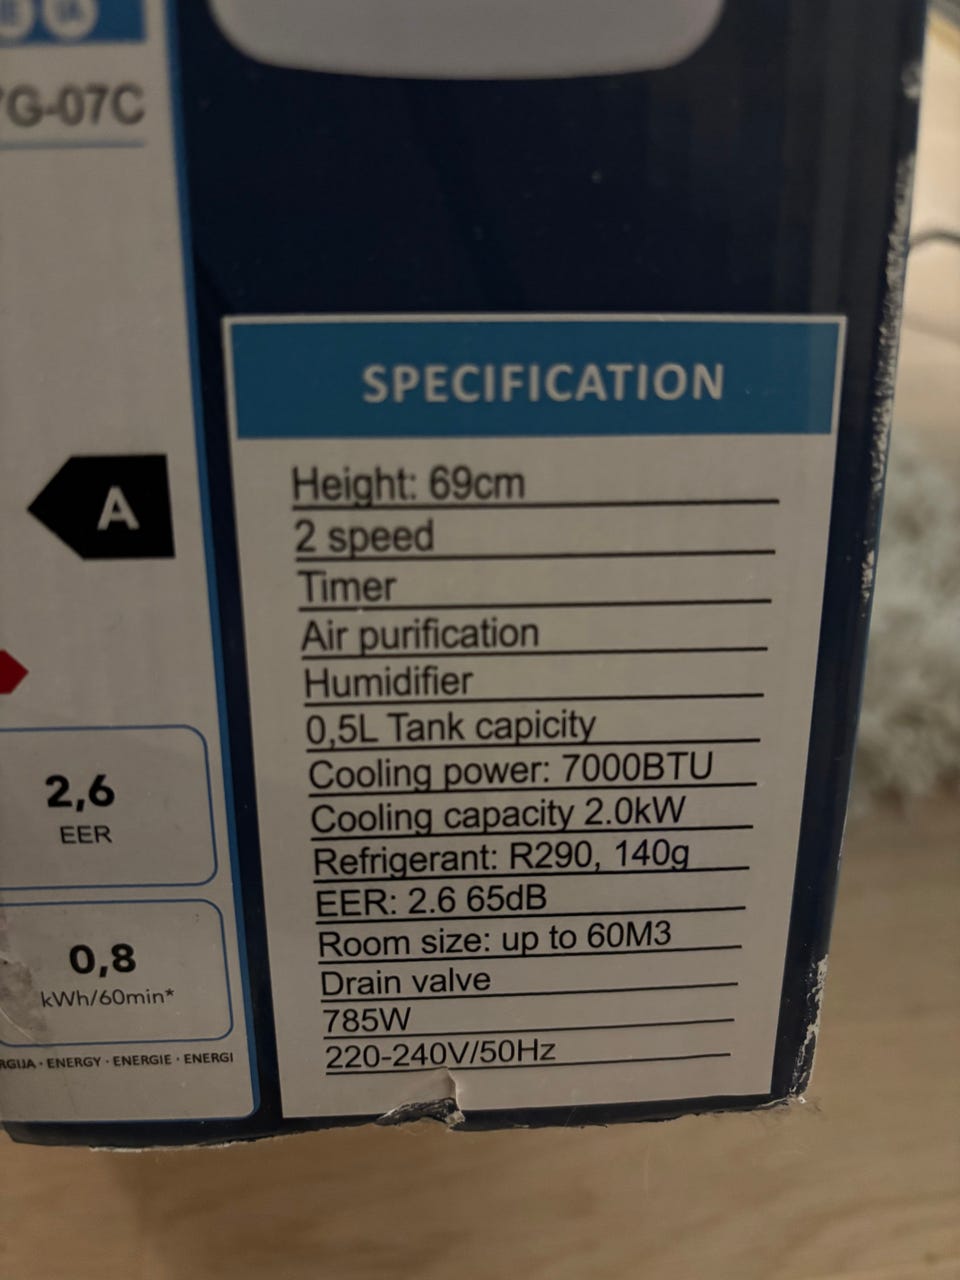 7G-07C
SPECIFICATION
Height: 69cm
2 speed
Timer
Air purification
Humidifier
0,5L Tank capicity
Cooling power: 7000BTU
Cooling capacity 2.0kW
Refrigerant: R290, 140g
EER: 2.6 65dB
Room size: up to 60M3
Drain valve
785W
220-240V/50Hz
A
2,6
EER
0,8
kWh/60min*
· ENERGY · ENERGIE · ENERGI